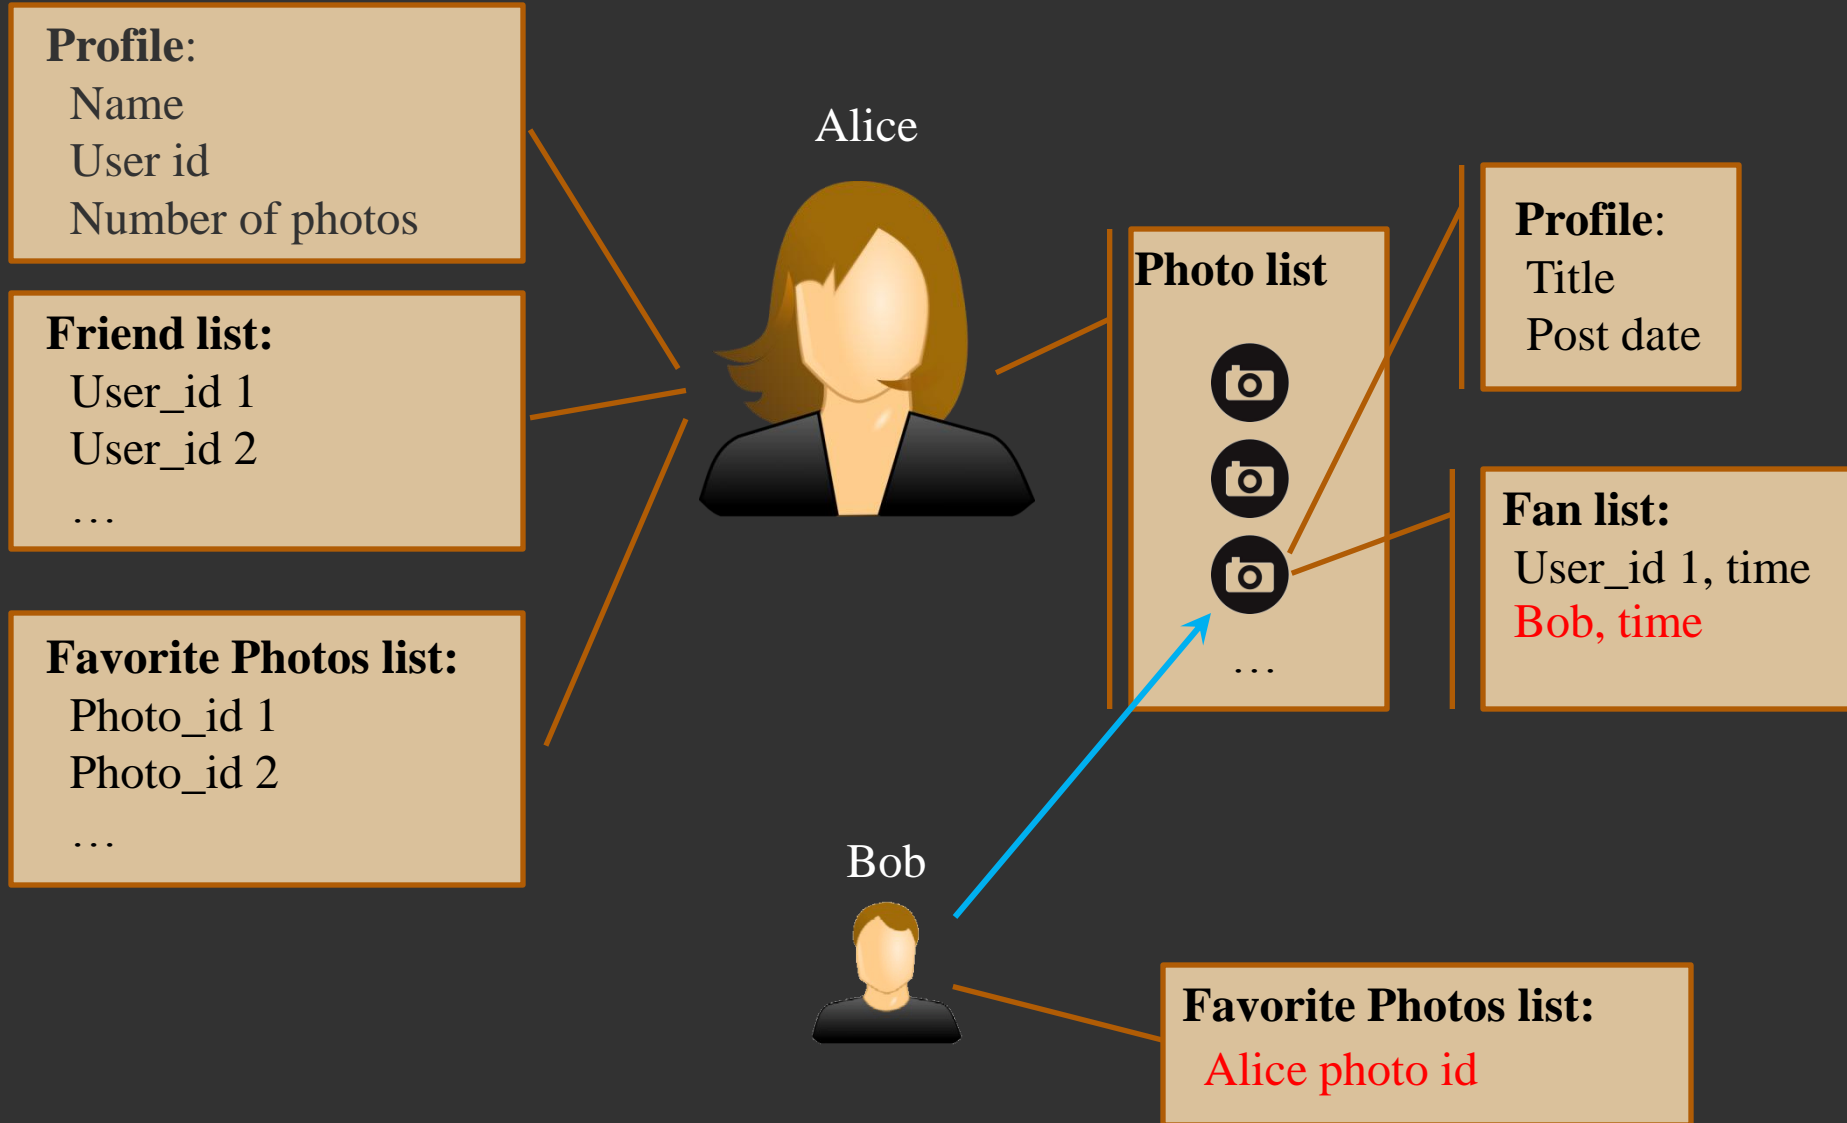 Profile:
Name
User id
Number of photos
Friend list:
User_id 1
User_id 2
…
Favorite Photos list:
Photo_id 1
Photo_id 2
…
Alice
Photo list
…
Profile:
Title
Post date
Fan list:
User_id 1, time
Bob, time
Bob
Favorite Photos list:
Alice photo id